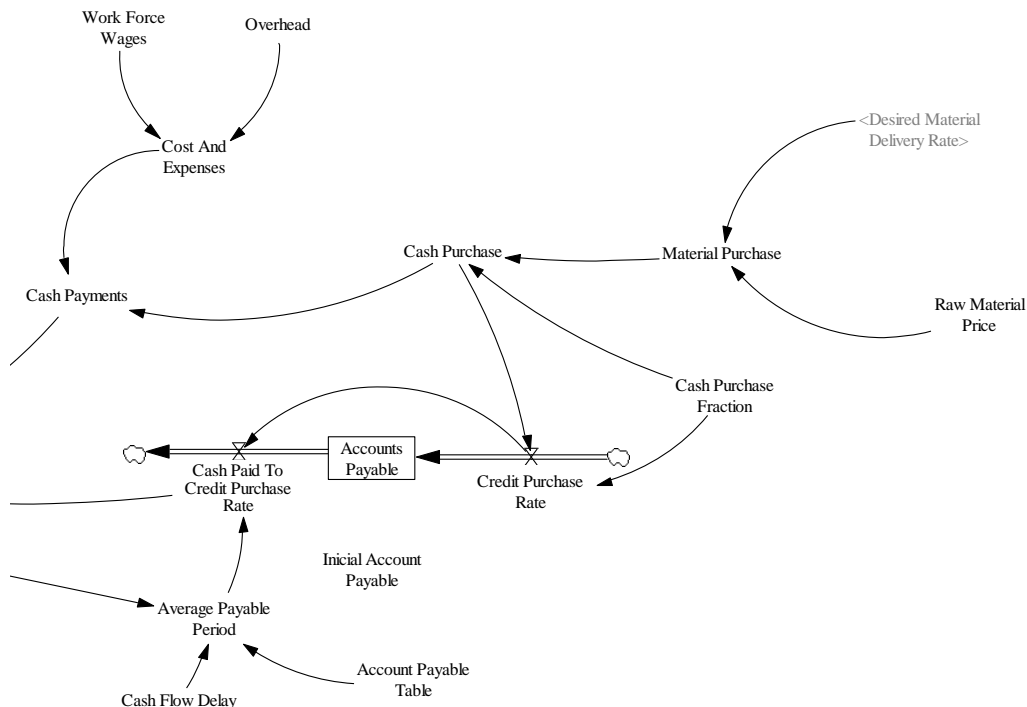 Work Force
Wages
Overhead
Cost And
Expenses
<Desired Material
Delivery Rate>
Cash Purchase
Material Purchase
Cash Payments
Raw Material
Price
Cash Purchase
Fraction
Accounts
Payable
Cash Paid To
Credit Purchase
Rate
Credit Purchase
Rate
Inicial Account
Payable
Average Payable
Period
Account Payable
Table
Cash Flow Delay